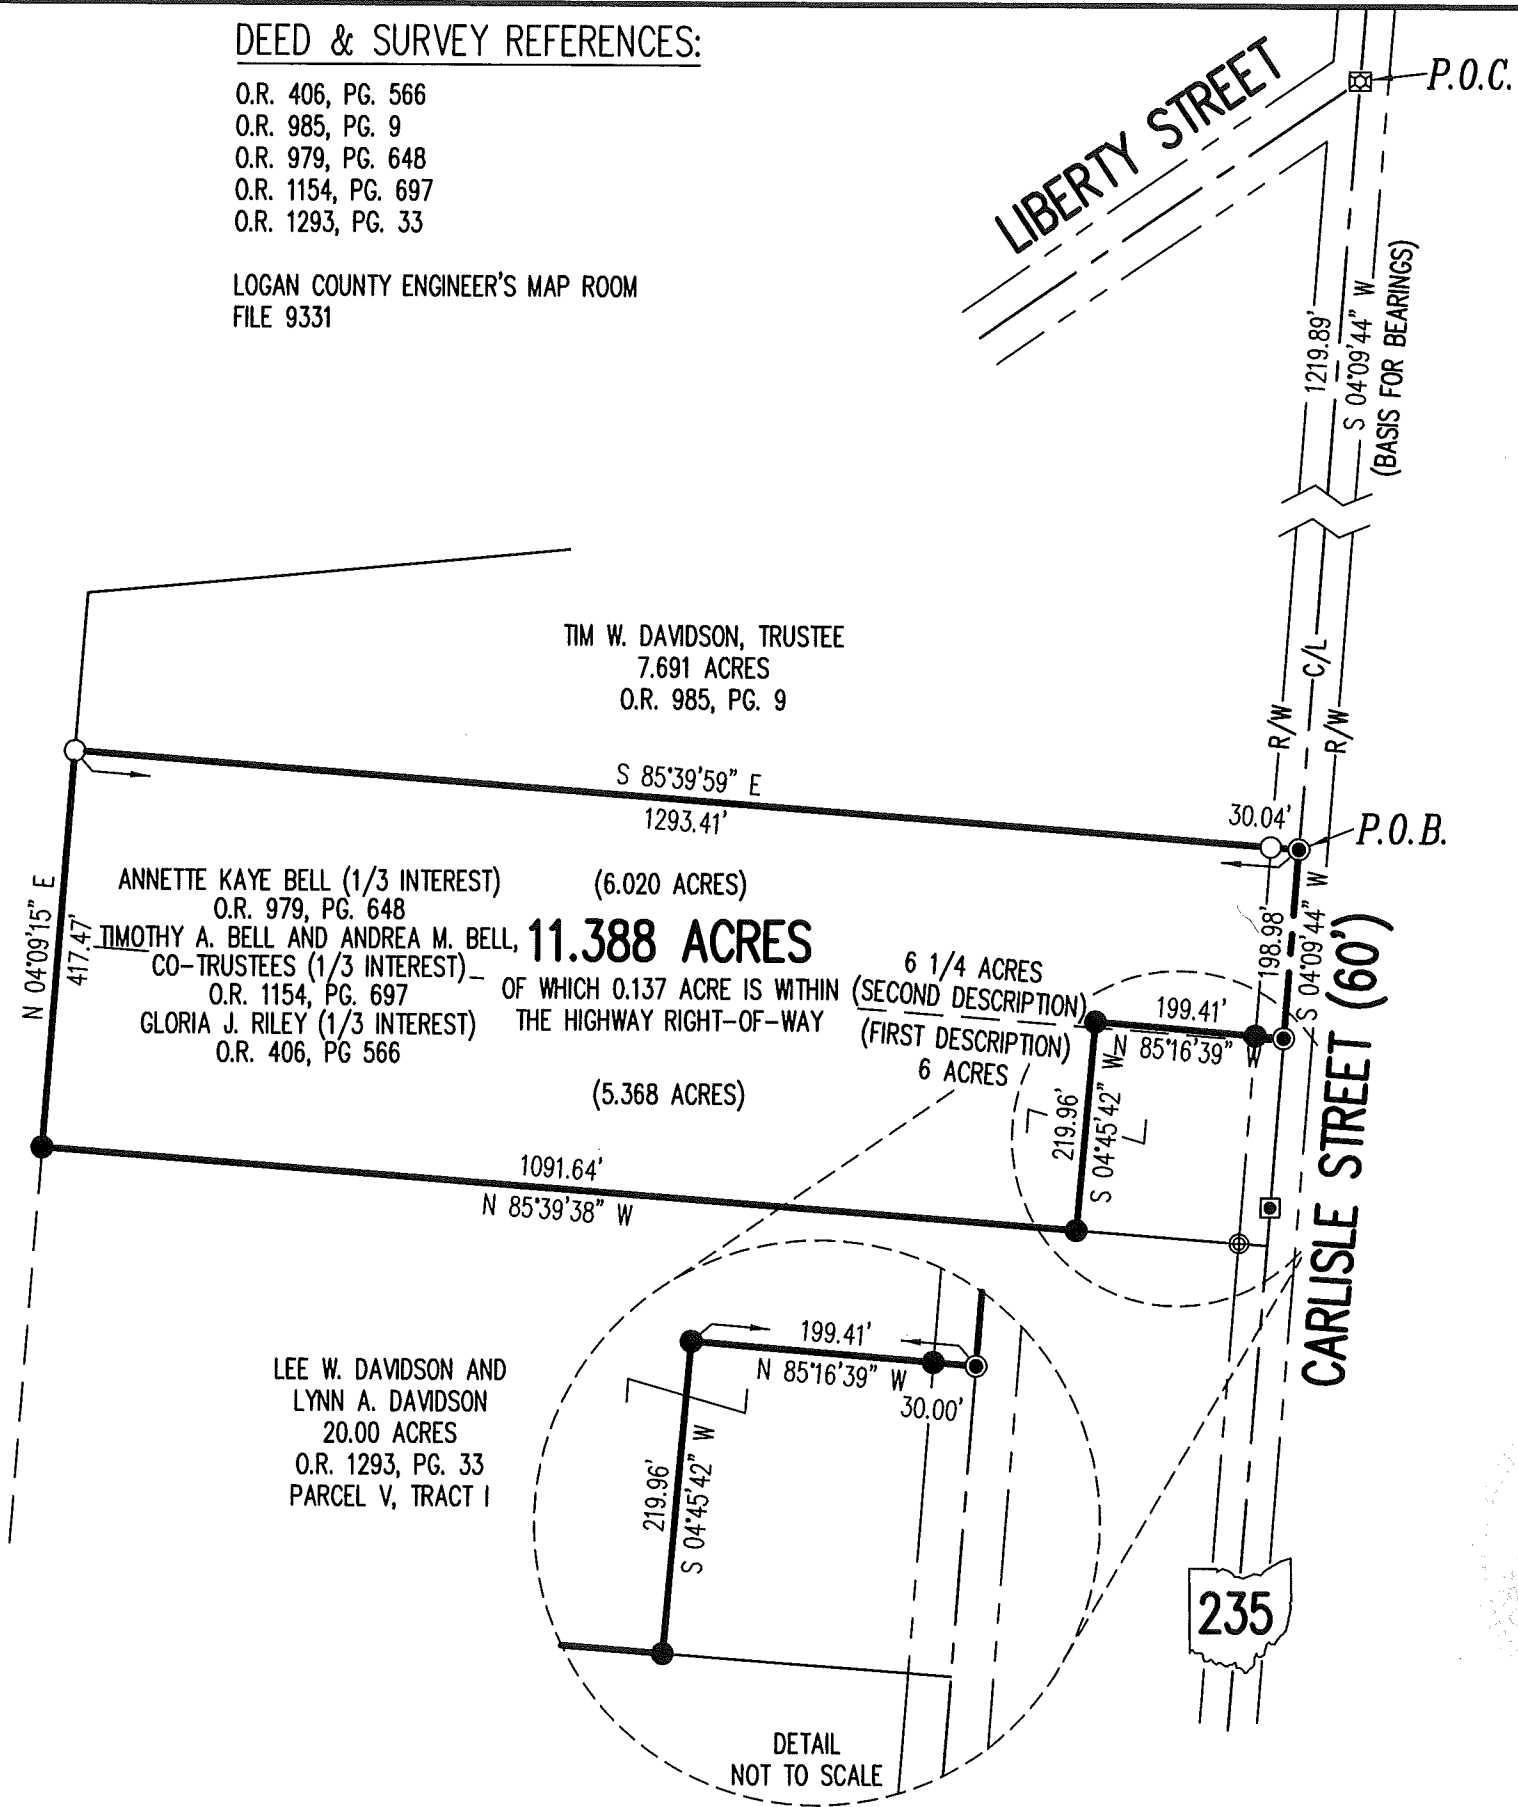 DEED & SURVEY REFERENCES:
O.R. 406, PG. 566
O.R. 985, PG. 9
O.R. 979, PG. 648
O.R. 1154, PG. 697
O.R. 1293, PG. 33
LOGAN COUNTY ENGINEER'S MAP ROOM
FILE 9331
LIBERTY STREET
P.O.C.
1219.89'
S 04°09'44" W
(BASIS FOR BEARINGS)
TIM W. DAVIDSON, TRUSTEE
7.691 ACRES
O.R. 985, PG. 9
R/W
C/L
R/W
S 85°39'59" E
1293.41'
30.04'
P.O.B.
N 04°09'15" E
417.47'
ANNETTE KAYE BELL (1/3 INTEREST)
O.R. 979, PG. 648
TIMOTHY A. BELL AND ANDREA M. BELL,
CO-TRUSTEES (1/3 INTEREST)
O.R. 1154, PG. 697
GLORIA J. RILEY (1/3 INTEREST)
O.R. 406, PG 566
(6.020 ACRES)
11.388 ACRES
OF WHICH 0.137 ACRE IS WITHIN
THE HIGHWAY RIGHT-OF-WAY
(5.368 ACRES)
6 1/4 ACRES
(SECOND DESCRIPTION)
(FIRST DESCRIPTION)
6 ACRES
198.98'
S 04°09'44" W
199.41'
N 85°16'39" W
219.96'
S 04°45'42" W
CARLISLE STREET (60')
1091.64'
N 85°39'38" W
LEE W. DAVIDSON AND
LYNN A. DAVIDSON
20.00 ACRES
O.R. 1293, PG. 33
PARCEL V, TRACT I
199.41'
N 85°16'39" W
30.00'
219.96'
S 04°45'42" W
235
DETAIL
NOT TO SCALE